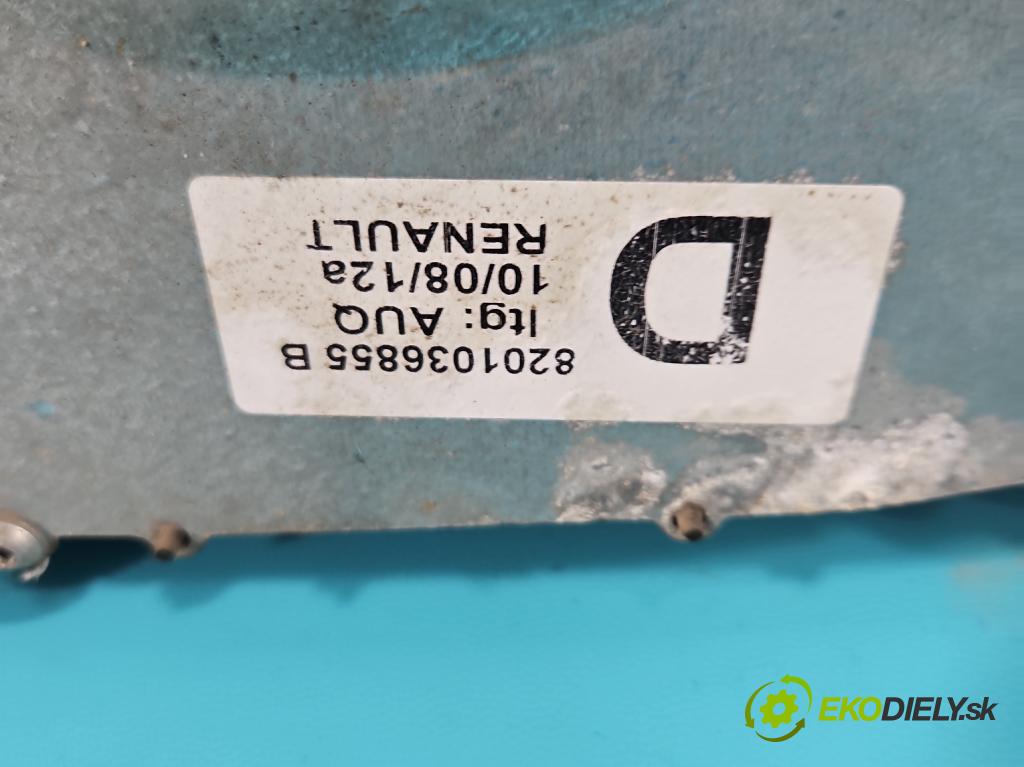 D
8201036855 B
ltg: AUQ
10/08/12a
RENAULT
EKODIELY.sk